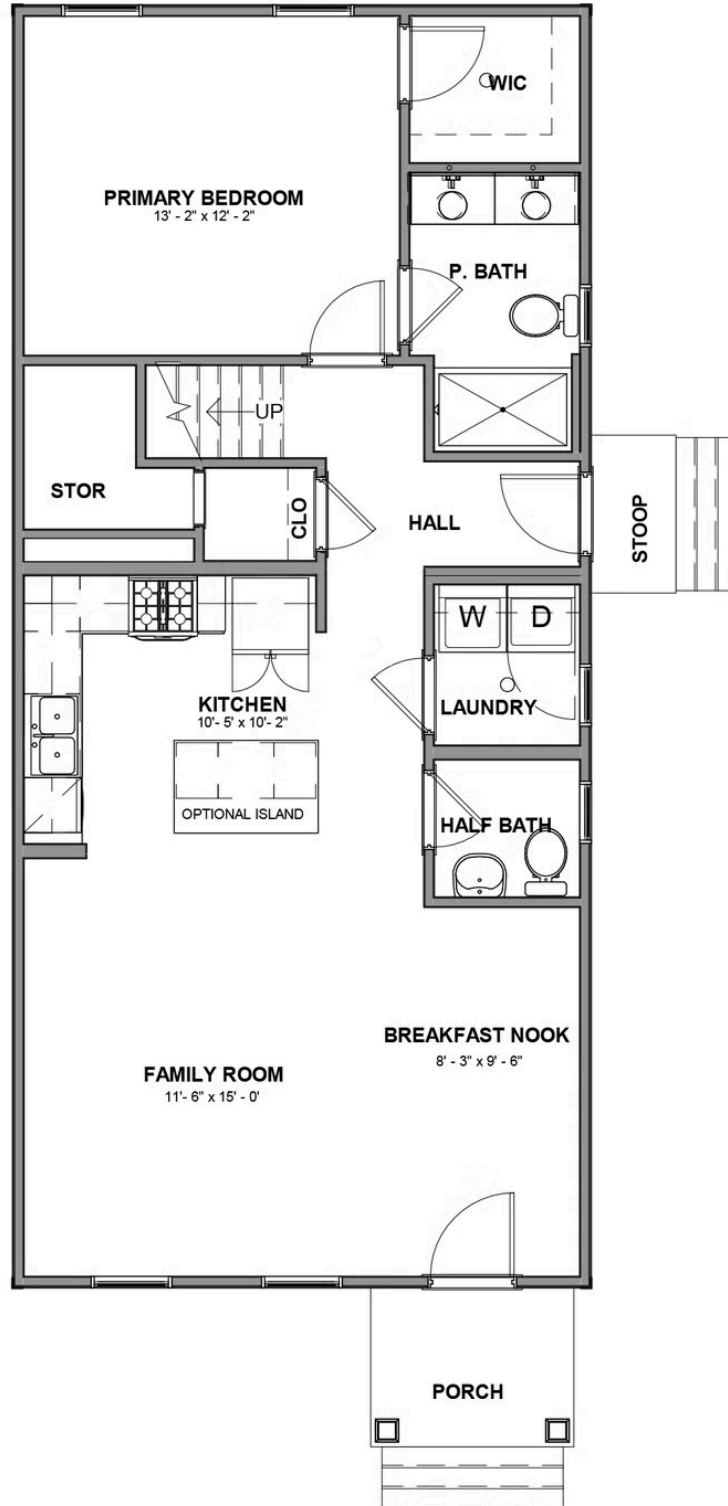 WIC
PRIMARY BEDROOM
13' - 2" x 12' - 2"
P. BATH
UP
STOR
CLO
HALL
STOOP
W
D
KITCHEN
10'- 5' x 10'- 2"
LAUNDRY
OPTIONAL ISLAND
HALF BATH
BREAKFAST NOOK
8' - 3" x 9' - 6"
FAMILY ROOM
11'- 6" x 15' - 0'
PORCH